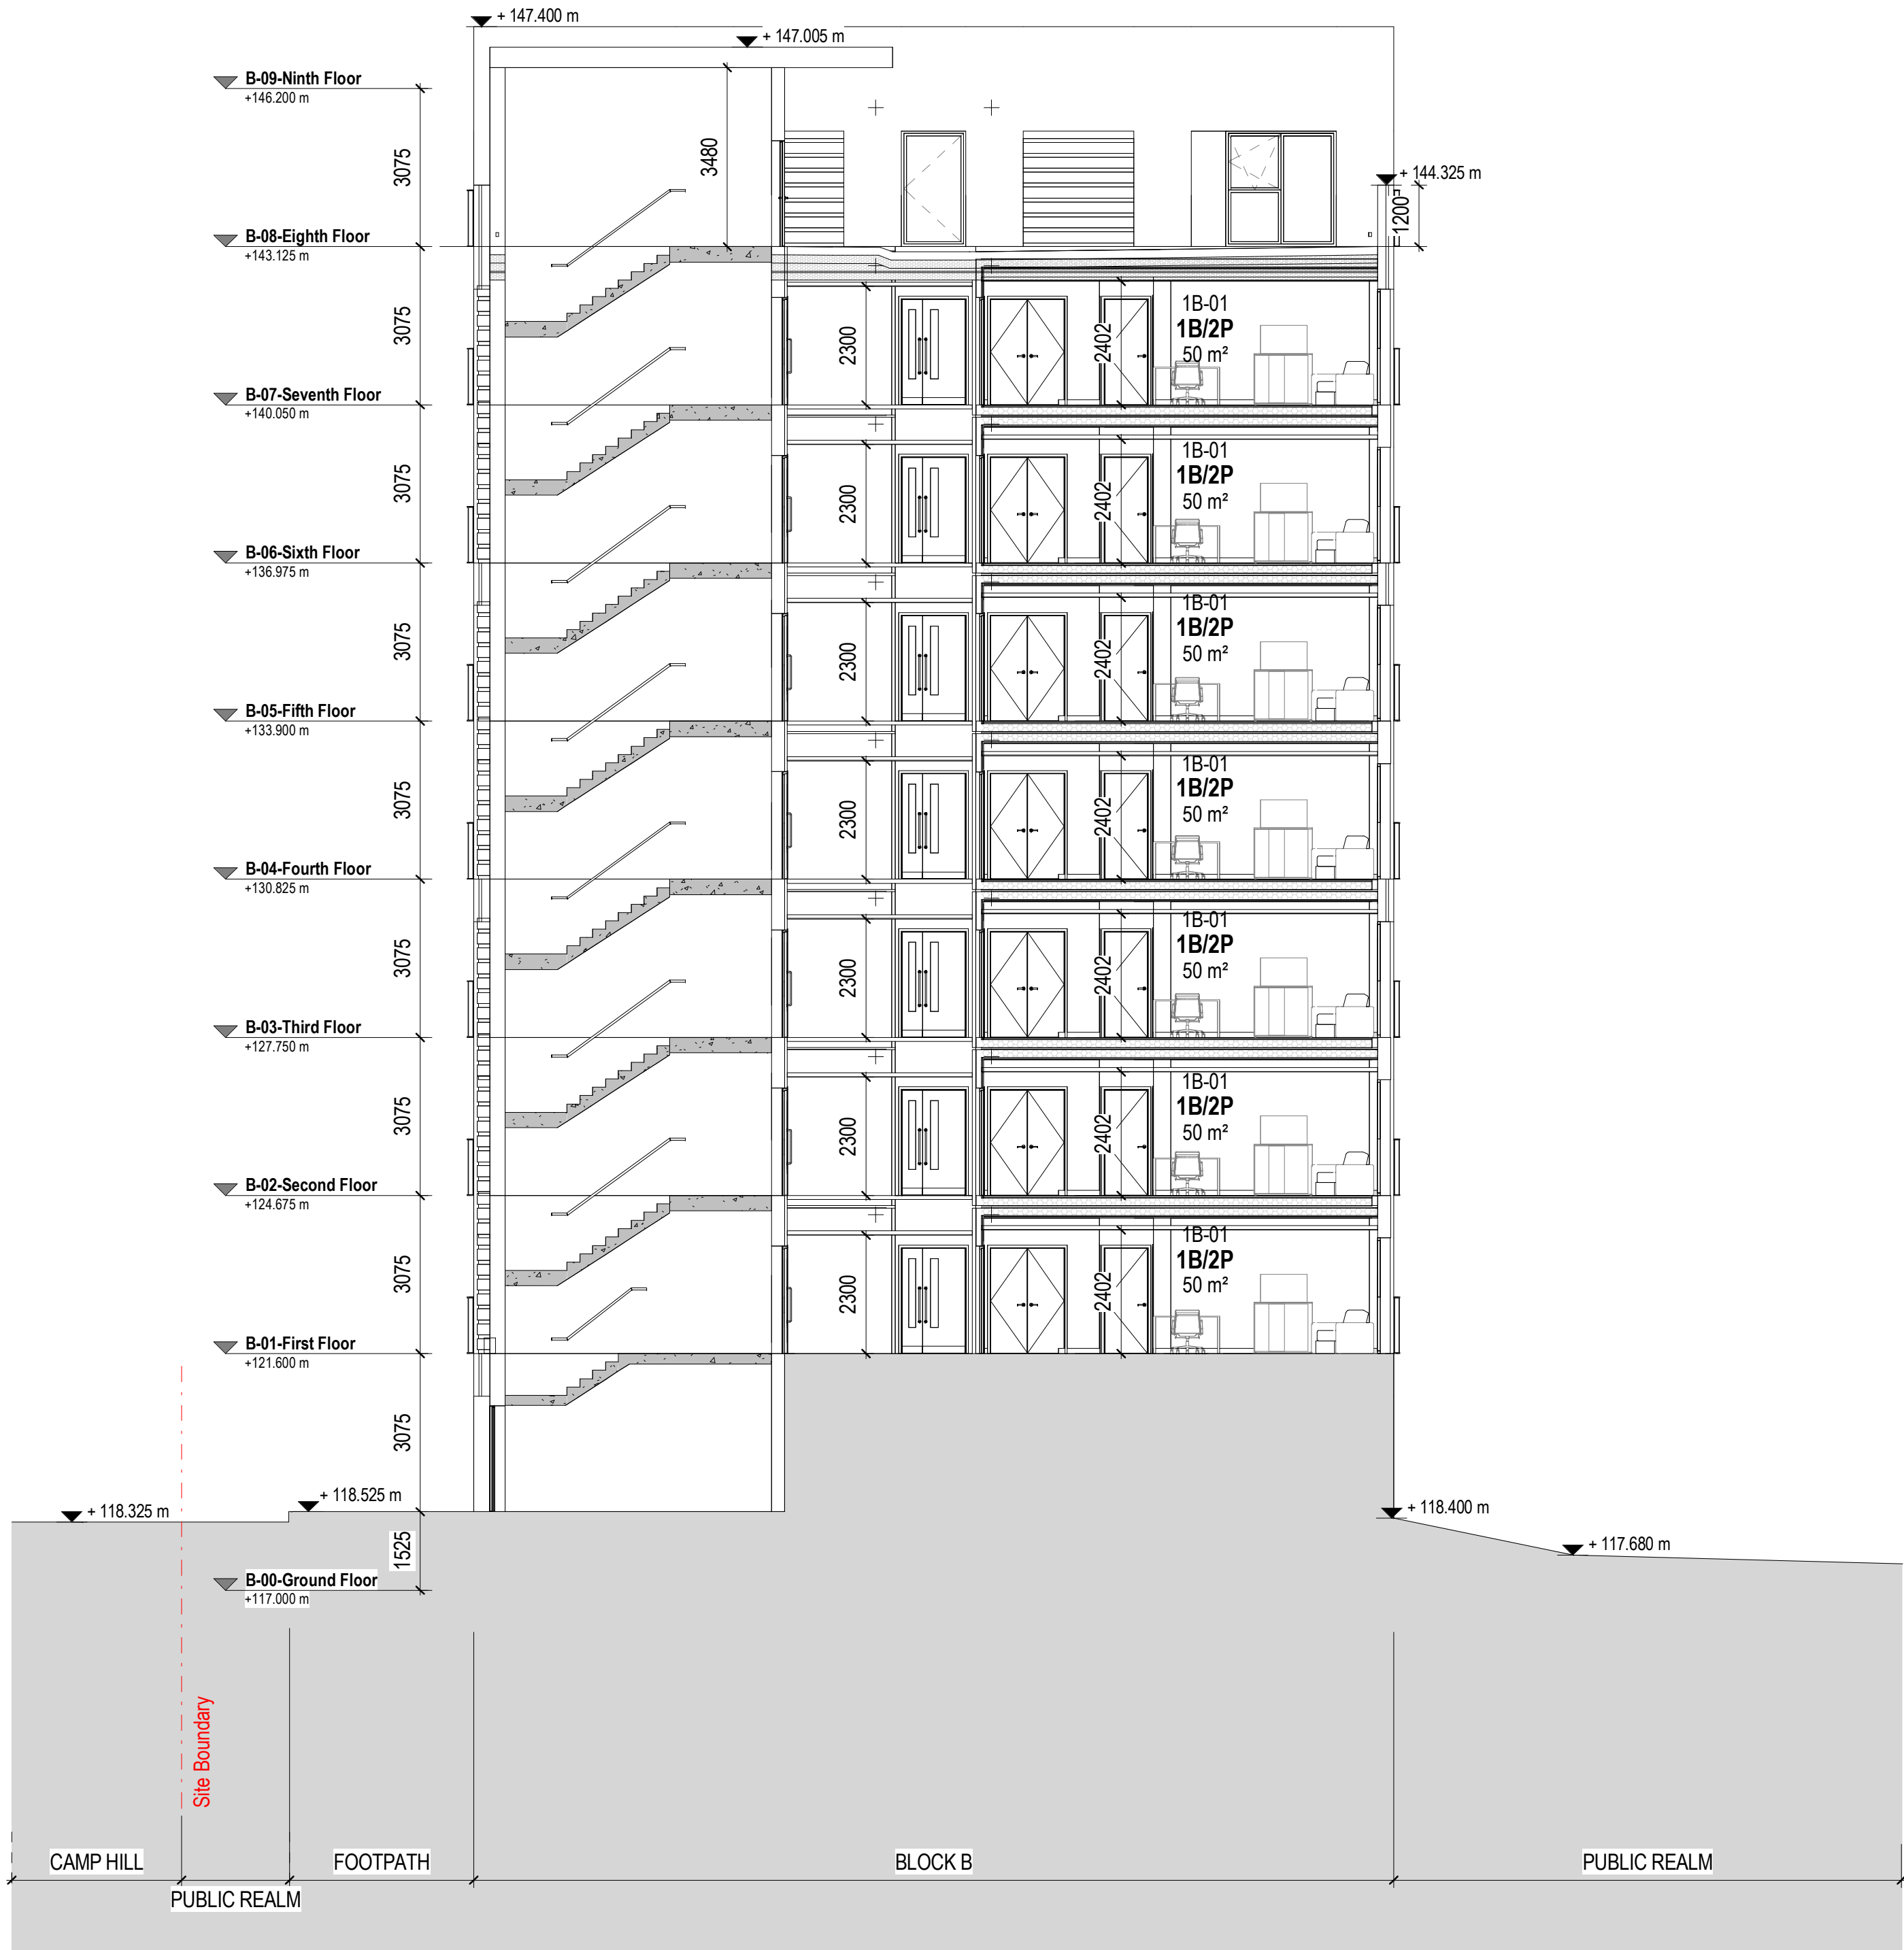 + 147.400 m
+ 147.005 m
B-09-Ninth Floor
+146.200 m
3075
3480
+ 144.325 m
1200
B-08-Eighth Floor
+143.125 m
3075
2300
2402
1B-01
1B/2P
50 m²
B-07-Seventh Floor
+140.050 m
3075
2300
2402
1B-01
1B/2P
50 m²
B-06-Sixth Floor
+136.975 m
3075
2300
2402
1B-01
1B/2P
50 m²
B-05-Fifth Floor
+133.900 m
3075
2300
2402
1B-01
1B/2P
50 m²
B-04-Fourth Floor
+130.825 m
3075
2300
2402
1B-01
1B/2P
50 m²
B-03-Third Floor
+127.750 m
3075
2300
2402
1B-01
1B/2P
50 m²
B-02-Second Floor
+124.675 m
3075
2300
2402
1B-01
1B/2P
50 m²
B-01-First Floor
+121.600 m
3075
+ 118.325 m
+ 118.525 m
+ 118.400 m
+ 117.680 m
1525
B-00-Ground Floor
+117.000 m
Site Boundary
CAMP HILL
PUBLIC REALM
FOOTPATH
BLOCK B
PUBLIC REALM